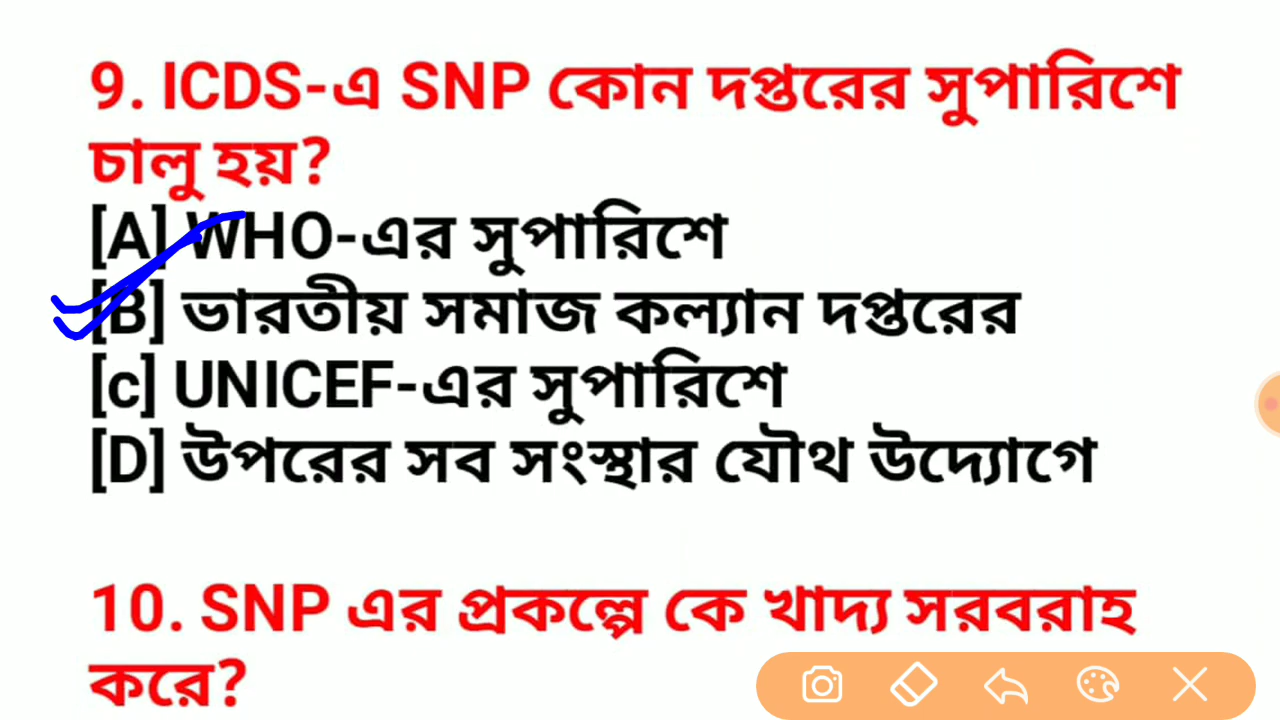 9. ICDS-এ SNP কোন দপ্তরের সুপারিশে
চালু হয়?
[A] WHO-এর সুপারিশে
[B] ভারতীয় সমাজ কল্যান দপ্তরের
[c] UNICEF-এর সুপারিশে
[D] উপরের সব সংস্থার যৌথ উদ্যোগে
10. SNP এর প্রকল্পে কে খাদ্য সরবরাহ
করে?